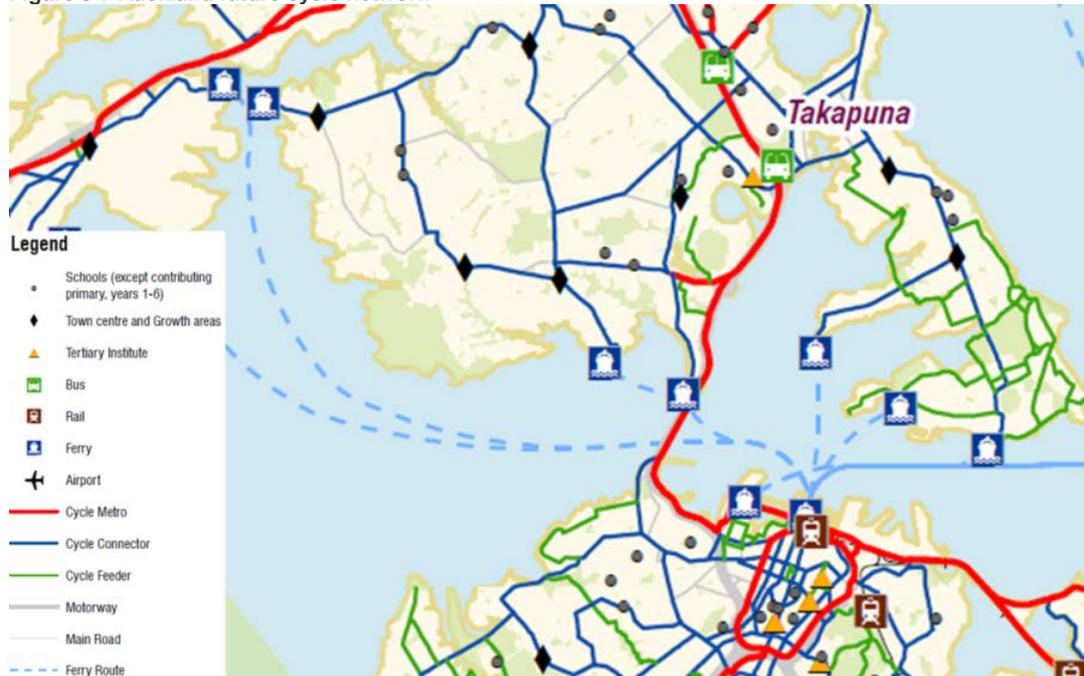 Takapuna
Legend
Schools (except contributing
primary, years 1-6)
Town centre and Growth areas
Tertiary Institute
Bus
Rail
Ferry
Airport
Cycle Metro
Cycle Connector
Cycle Feeder
Motorway
Main Road
Ferry Route